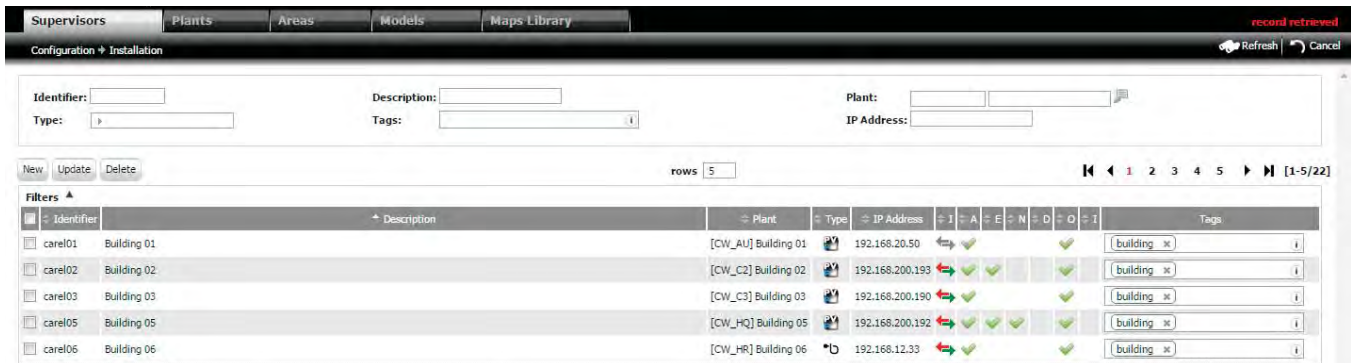 Supervisors Plants Areas Models Maps Library record retrieved
Configuration Installation Refresh Cancel
Identifier: Description: Plant:
Type: Tags: i IP Address:
New Update Delete rows 5 1 2 3 4 5 [1-5/22]
Filters
Identifier Description Plant Type IP Address I A E N D O I Tags
carel01 Building 01 [CW_AU] Building 01 192.168.20.50 building x i
carel02 Building 02 [CW_C2] Building 02 192.168.200.193 building x i
carel03 Building 03 [CW_C3] Building 03 192.168.200.190 building x i
carel05 Building 05 [CW_HQ] Building 05 192.168.200.192 building x i
carel06 Building 06 [CW_HR] Building 06 192.168.12.33 building x i